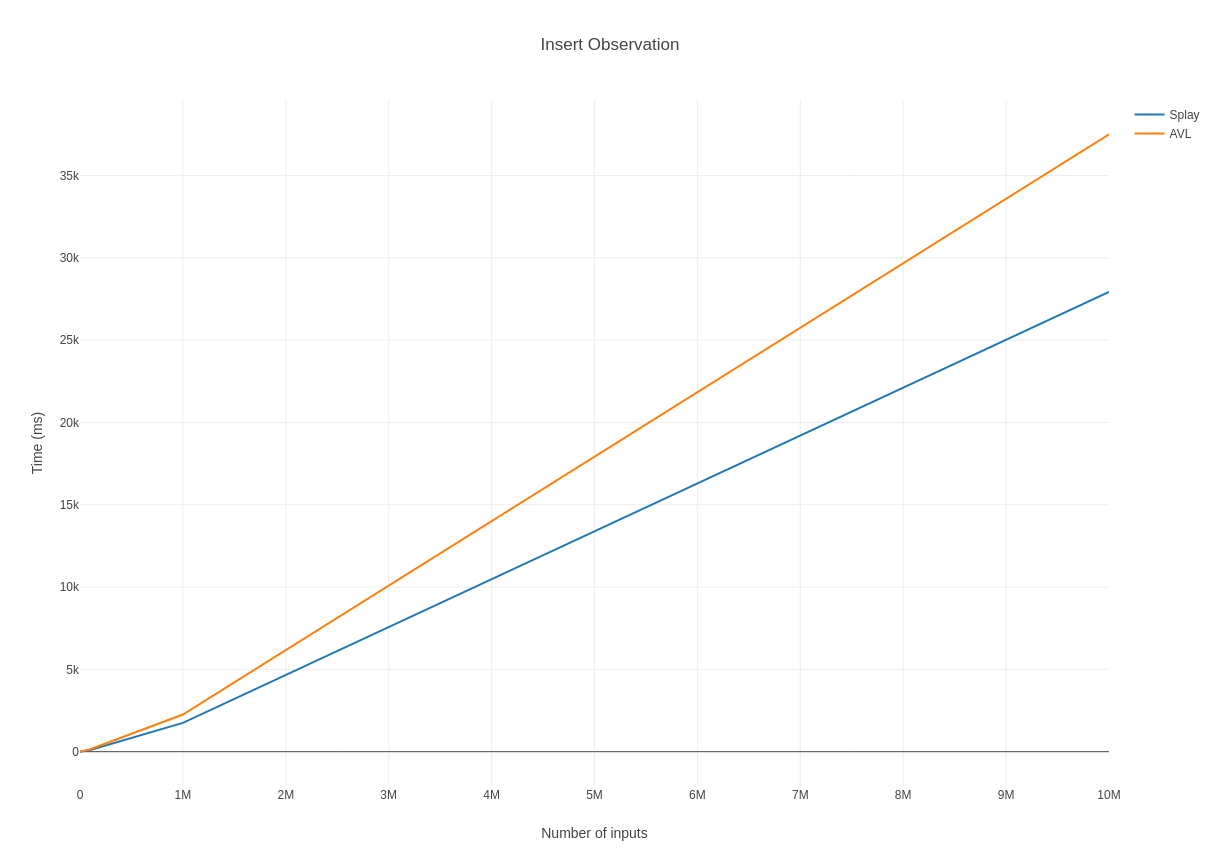 Insert Observation
Splay
AVL
Time (ms)
35k
30k
25k
20k
15k
10k
5k
0
0 1M 2M 3M 4M 5M 6M 7M 8M 9M 10M
Number of inputs